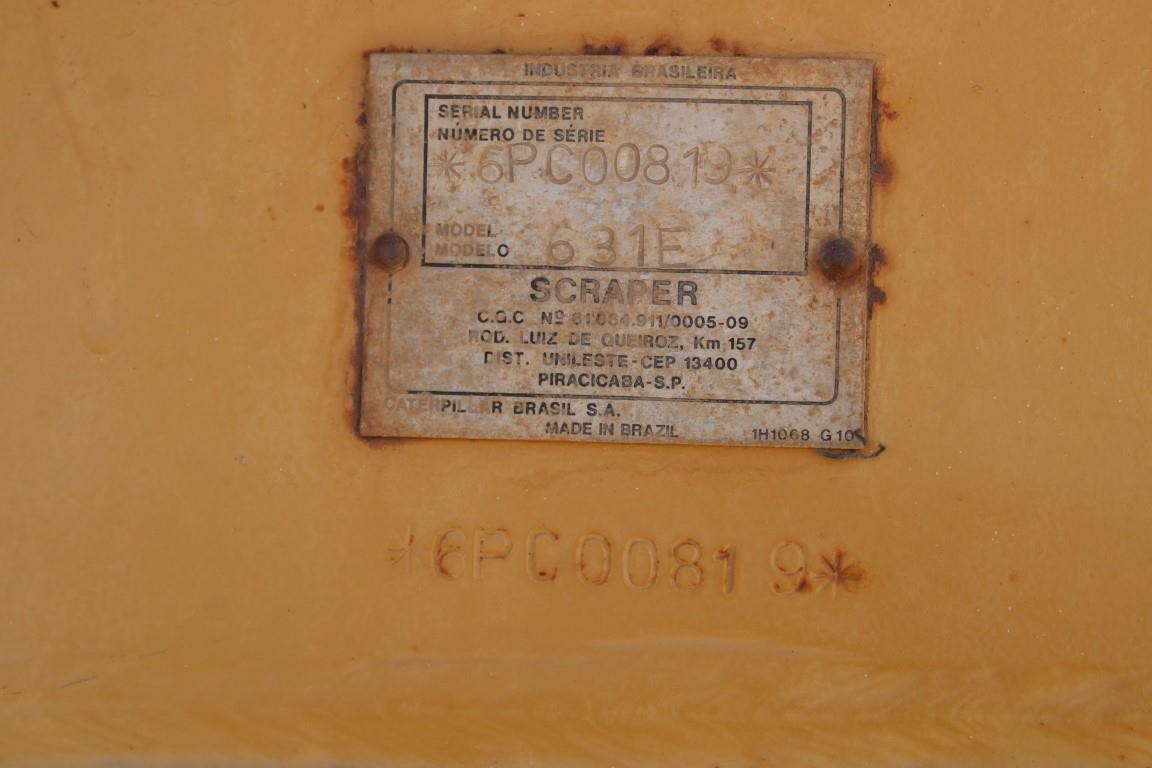 INDUSTRIA BRASILEIRA
SERIAL NUMBER
NÚMERO DE SÉRIE
*6PC00819*
MODEL
MODELO 631E
SCRAPER
C.G.C Nº 61.064.911/0005-09
ROD. LUIZ DE QUEIROZ, Km 157
DIST. UNILESTE-CEP 13400
PIRACICABA-S.P.
CATERPILLAR BRASIL S.A.
MADE IN BRAZIL 1H1068 G10
*6PC00819*